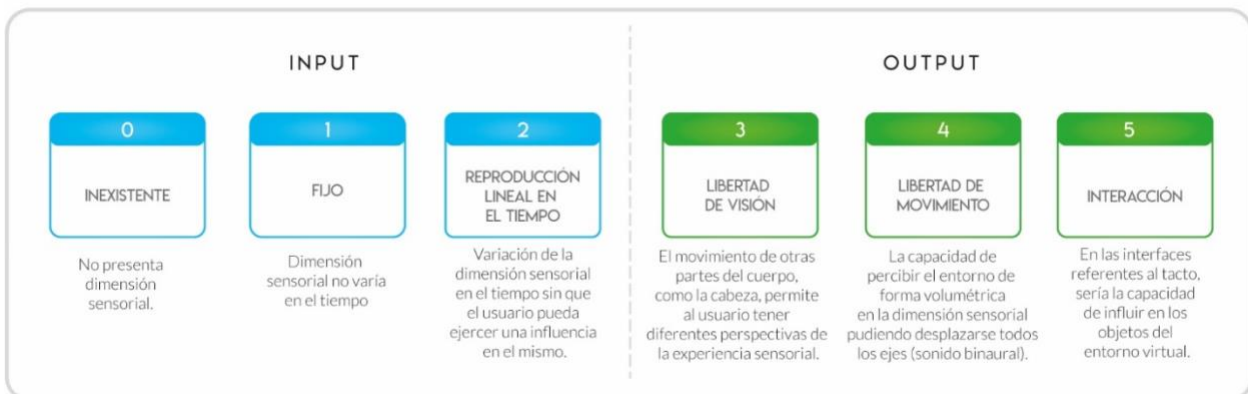 INPUT
0
INEXISTENTE
No presenta
dimensión
sensorial.
1
FIJO
Dimensión
sensorial no varía
en el tiempo
2
REPRODUCCIÓN
LINEAL EN
EL TIEMPO
Variación de la
dimensión sensorial
en el tiempo sin que
el usuario pueda
ejercer una influencia
en el mismo.
OUTPUT
3
LIBERTAD
DE VISIÓN
El movimiento de otras
partes del cuerpo,
como la cabeza, permite
al usuario tener
diferentes perspectivas de
la experiencia sensorial.
4
LIBERTAD DE
MOVIMIENTO
La capacidad de
percibir el entorno de
forma volumétrica
en la dimensión sensorial
pudiendo desplazarse todos
los ejes (sonido binaural).
5
INTERACCIÓN
En las interfaces
referentes al tacto,
sería la capacidad
de influir en los
objetos del
entorno virtual.